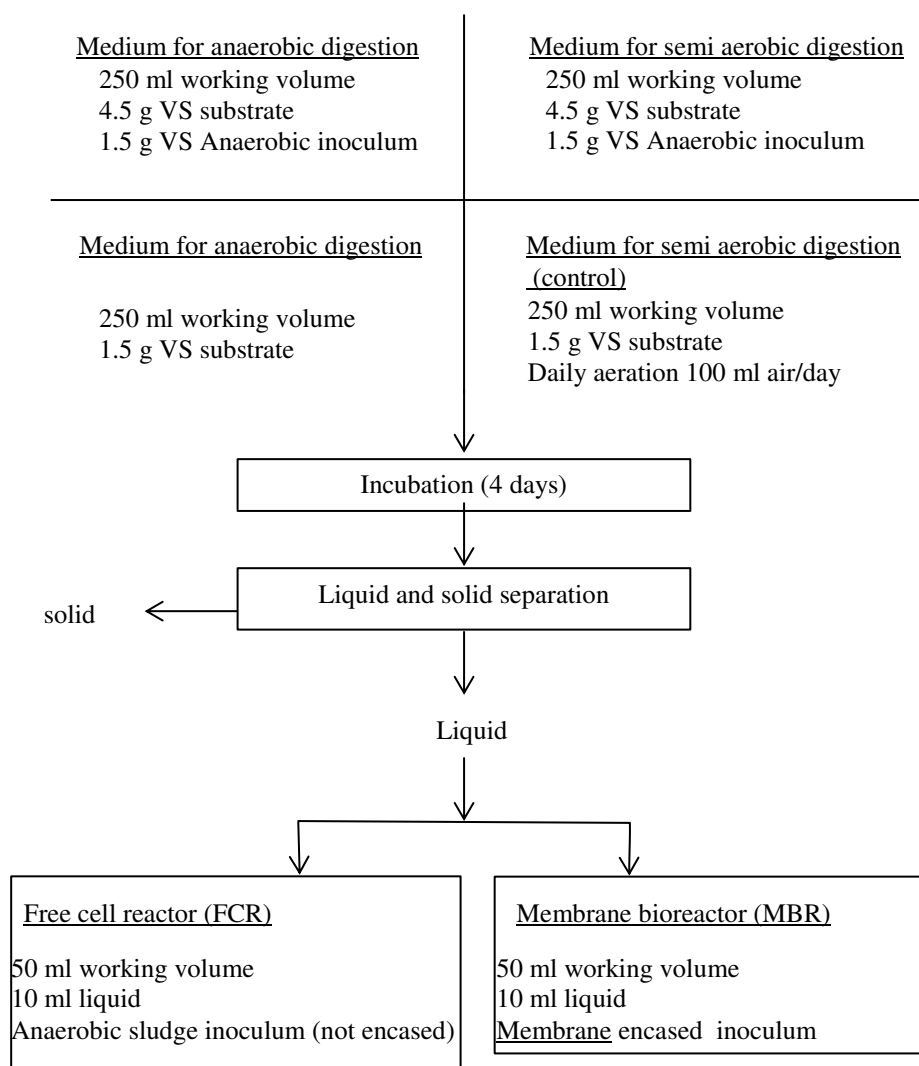 Medium for anaerobic digestion
250 ml working volume
4.5 g VS substrate
1.5 g VS Anaerobic inoculum
Medium for semi aerobic digestion
250 ml working volume
4.5 g VS substrate
1.5 g VS Anaerobic inoculum
Medium for anaerobic digestion
250 ml working volume
1.5 g VS substrate
Medium for semi aerobic digestion
(control)
250 ml working volume
1.5 g VS substrate
Daily aeration 100 ml air/day
Incubation (4 days)
Liquid and solid separation
solid
Liquid
Free cell reactor (FCR)
50 ml working volume
10 ml liquid
Anaerobic sludge inoculum (not encased)
Membrane bioreactor (MBR)
50 ml working volume
10 ml liquid
Membrane encased inoculum